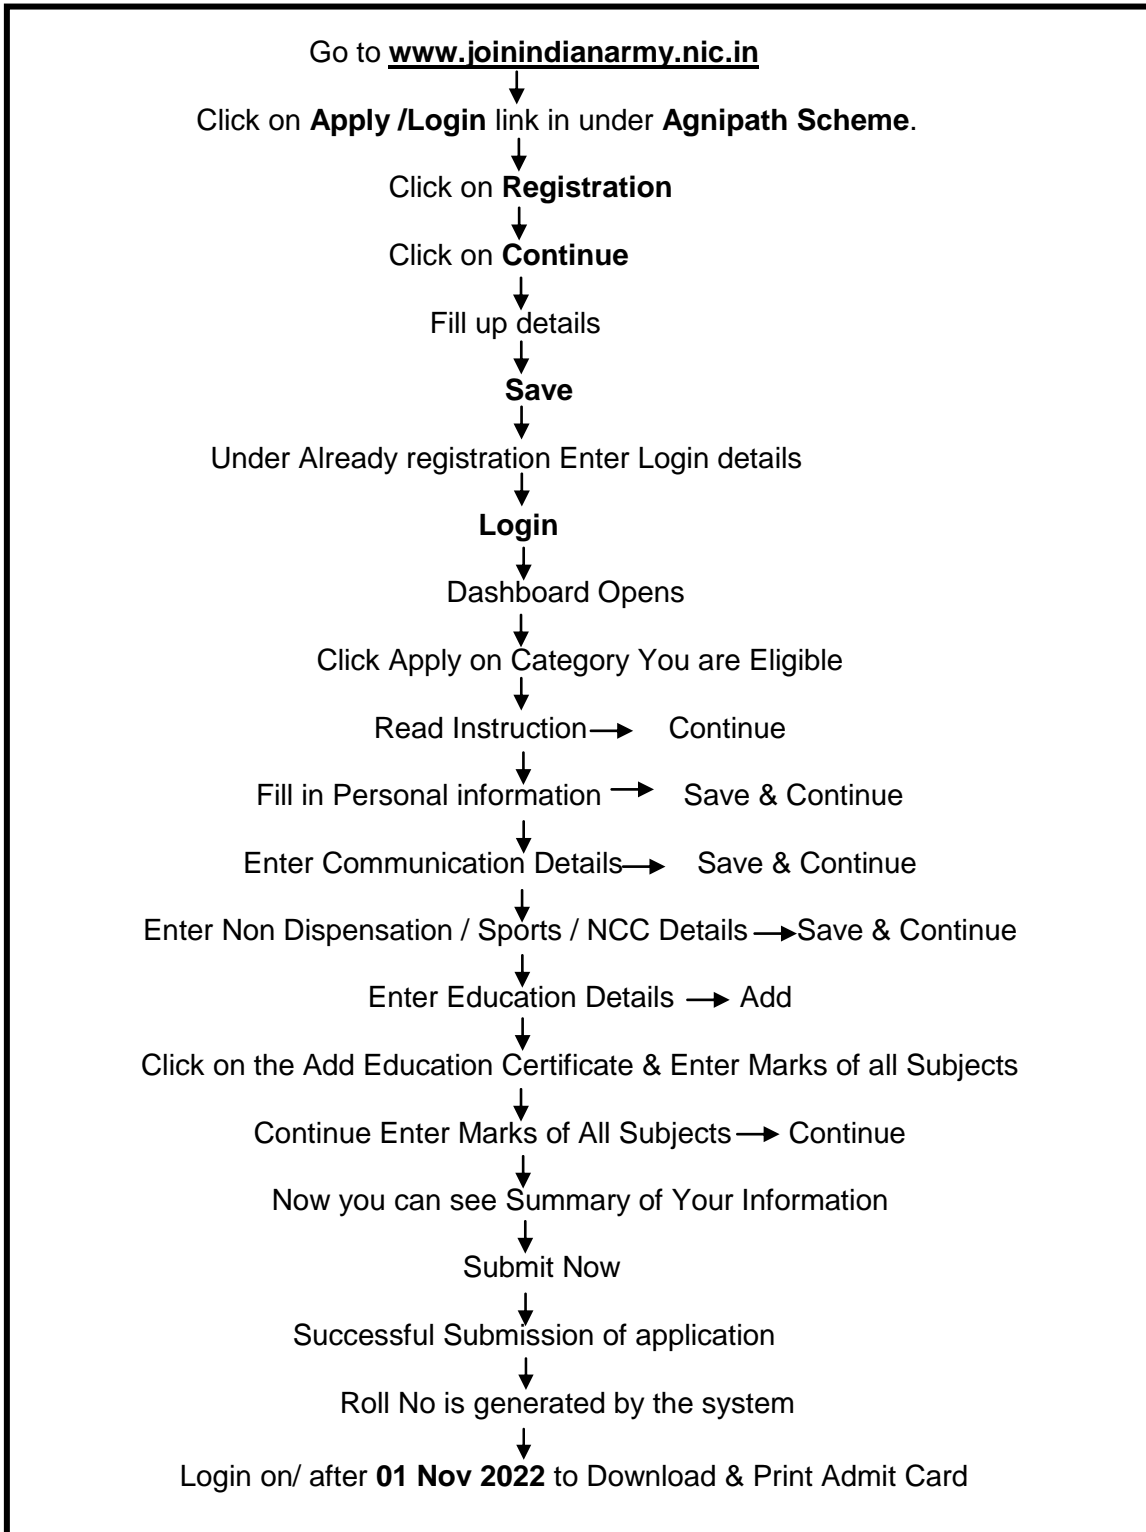 Go to www.joinindianarmy.nic.in
Click on Apply /Login link in under Agnipath Scheme.
Click on Registration
Click on Continue
Fill up details
Save
Under Already registration Enter Login details
Login
Dashboard Opens
Click Apply on Category You are Eligible
Read Instruction → Continue
Fill in Personal information → Save & Continue
Enter Communication Details → Save & Continue
Enter Non Dispensation / Sports / NCC Details → Save & Continue
Enter Education Details → Add
Click on the Add Education Certificate & Enter Marks of all Subjects
Continue Enter Marks of All Subjects → Continue
Now you can see Summary of Your Information
Submit Now
Successful Submission of application
Roll No is generated by the system
Login on/ after 01 Nov 2022 to Download & Print Admit Card